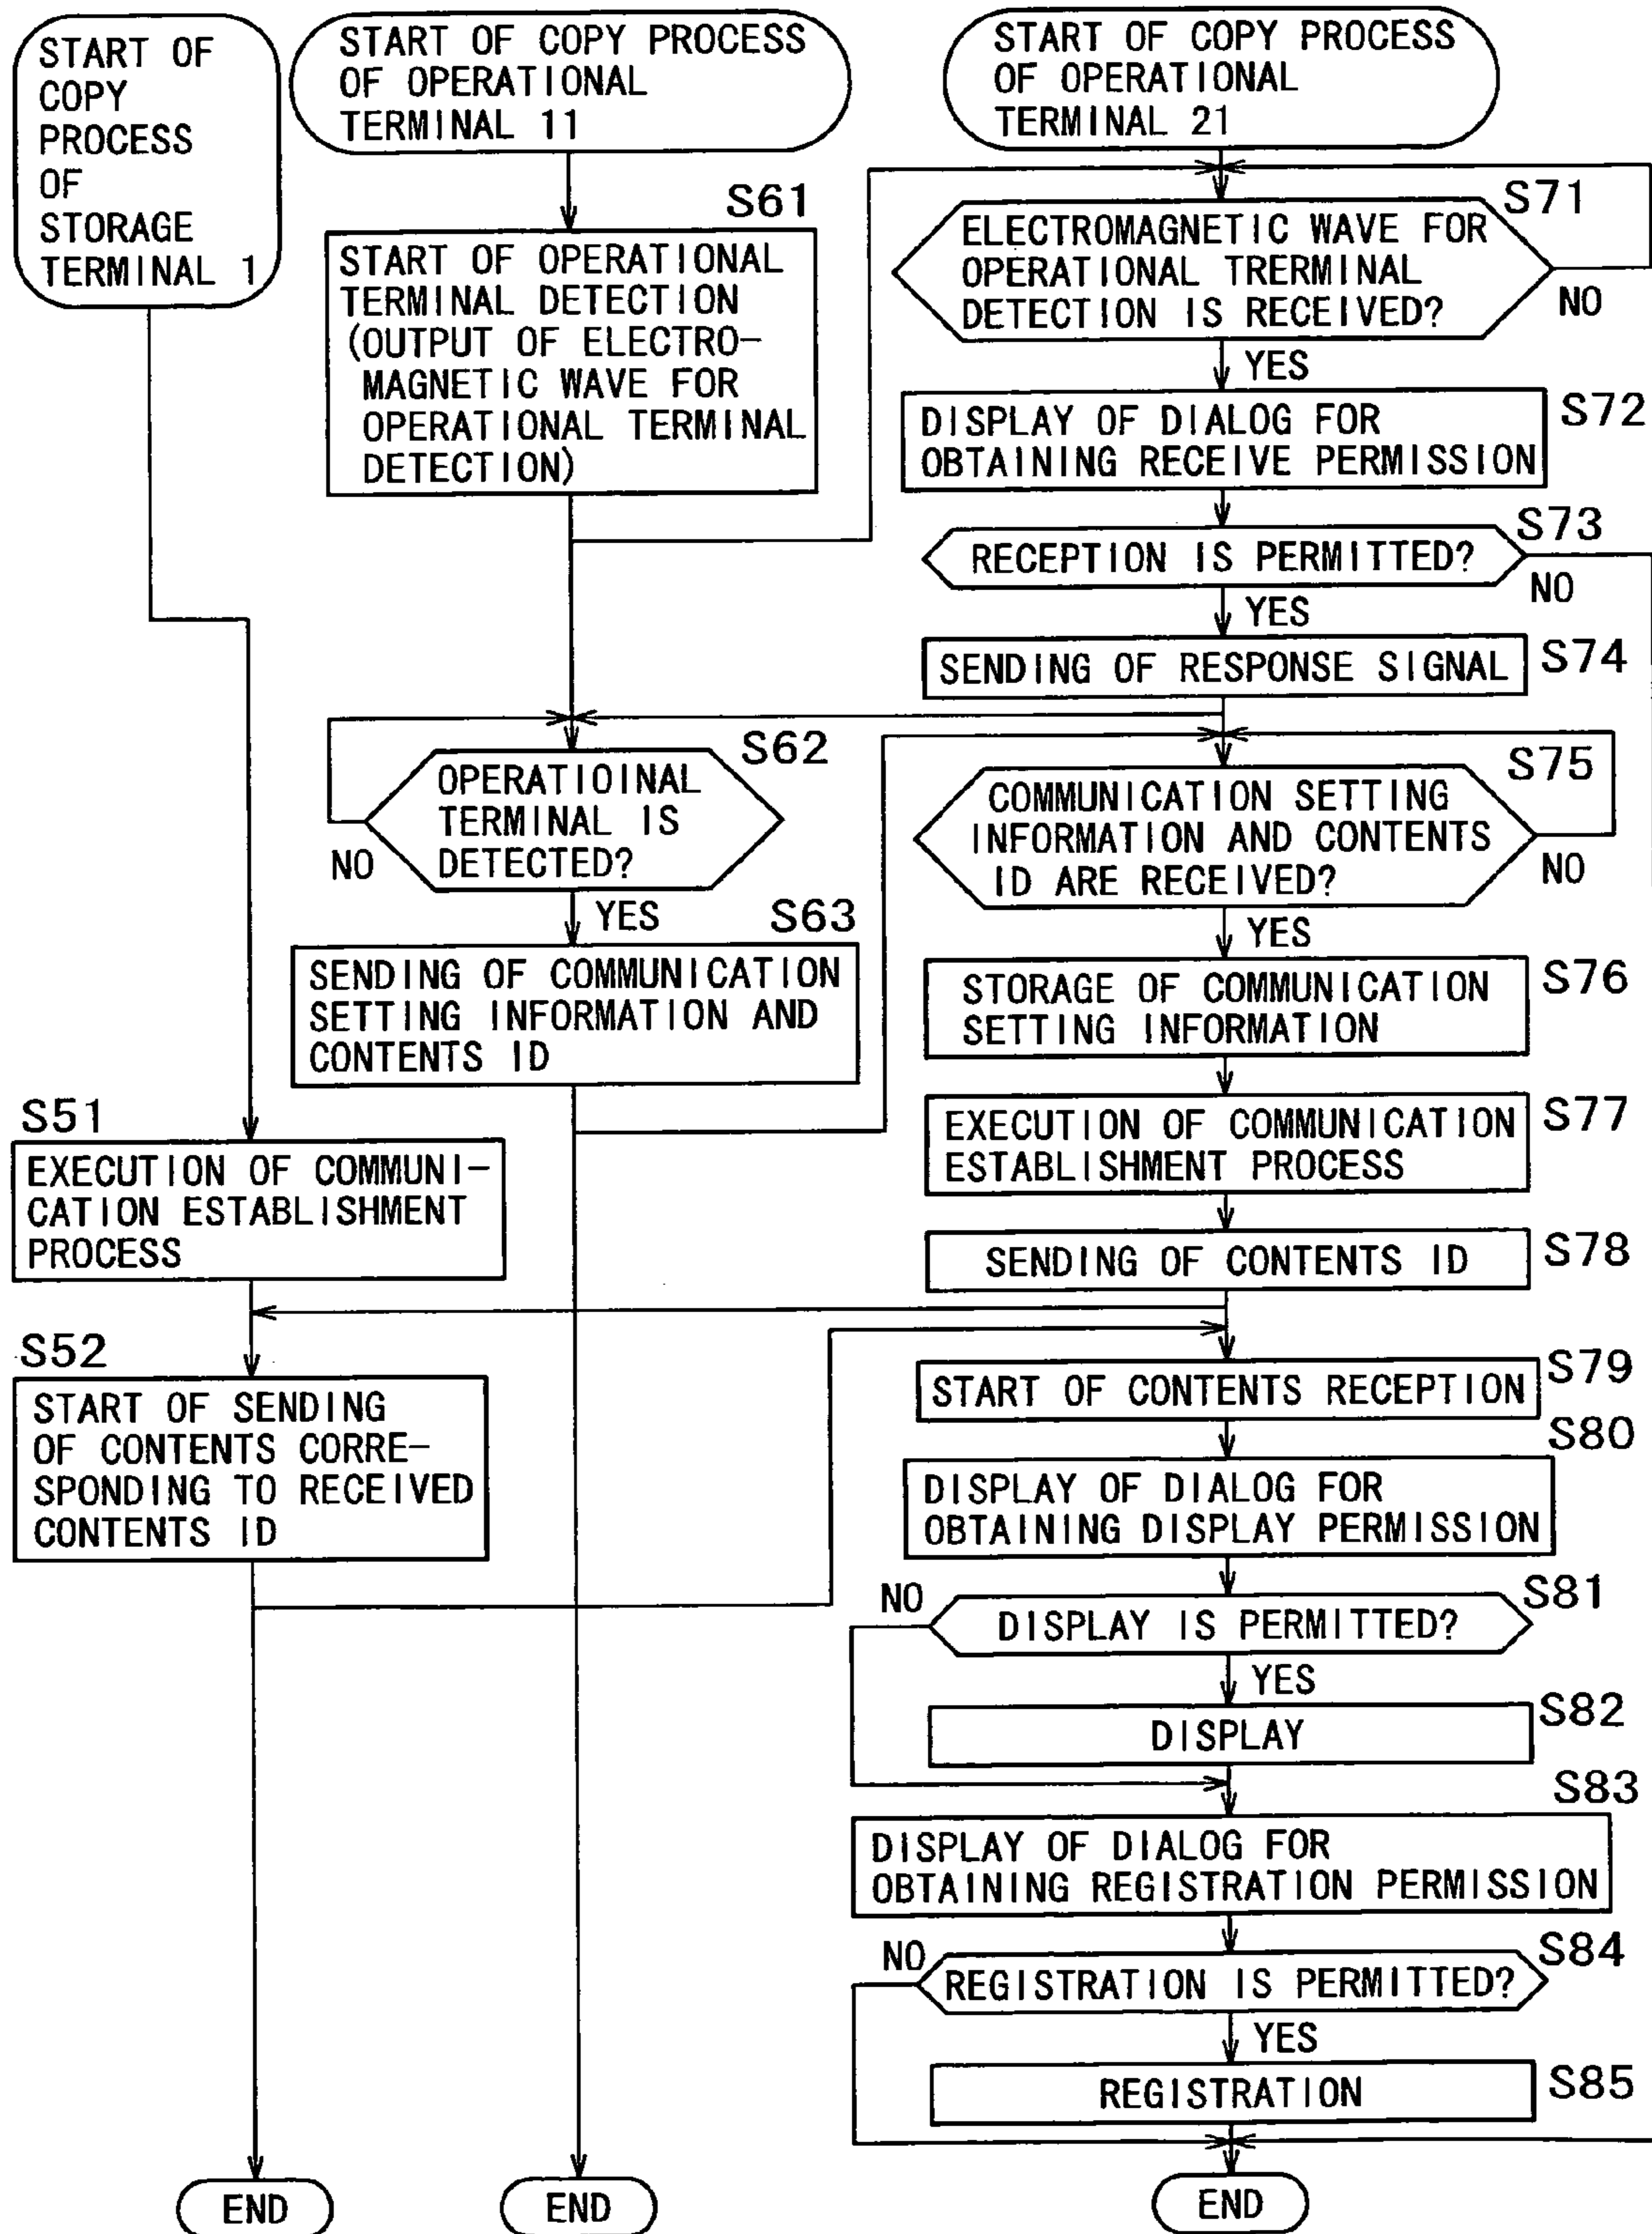 START OF
COPY
PROCESS
OF
STORAGE
TERMINAL 1
START OF COPY PROCESS
OF OPERATIONAL
TERMINAL 11
START OF COPY PROCESS
OF OPERATIONAL
TERMINAL 21
S61
START OF OPERATIONAL
TERMINAL DETECTION
(OUTPUT OF ELECTRO-
MAGNETIC WAVE FOR
OPERATIONAL TERMINAL
DETECTION)
S71
ELECTROMAGNETIC WAVE FOR
OPERATIONAL TRERMINAL
DETECTION IS RECEIVED?
NO
YES
S72
DISPLAY OF DIALOG FOR
OBTAINING RECEIVE PERMISSION
S73
RECEPTION IS PERMITTED?
NO
YES
S74
SENDING OF RESPONSE SIGNAL
S62
OPERATIOINAL
TERMINAL IS
DETECTED?
NO
YES
S63
SENDING OF COMMUNICATION
SETTING INFORMATION AND
CONTENTS ID
S75
COMMUNICATION SETTING
INFORMATION AND CONTENTS
ID ARE RECEIVED?
NO
YES
S76
STORAGE OF COMMUNICATION
SETTING INFORMATION
S77
EXECUTION OF COMMUNICATION
ESTABLISHMENT PROCESS
S51
EXECUTION OF COMMUNI-
CATION ESTABLISHMENT
PROCESS
S78
SENDING OF CONTENTS ID
S52
START OF SENDING
OF CONTENTS CORRE-
SPONDING TO RECEIVED
CONTENTS ID
S79
START OF CONTENTS RECEPTION
S80
DISPLAY OF DIALOG FOR
OBTAINING DISPLAY PERMISSION
S81
NO
DISPLAY IS PERMITTED?
YES
S82
DISPLAY
S83
DISPLAY OF DIALOG FOR
OBTAINING REGISTRATION PERMISSION
S84
NO
REGISTRATION IS PERMITTED?
YES
S85
REGISTRATION
END
END
END